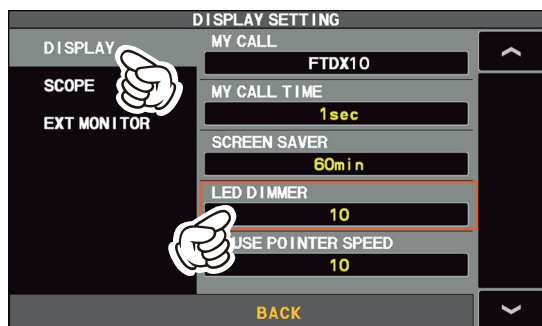 DISPLAY SETTING
DISPLAY
SCOPE
EXT MONITOR
MY CALL
FTDX10
MY CALL TIME
1sec
SCREEN SAVER
60min
LED DIMMER
10
USE POINTER SPEED
10
BACK